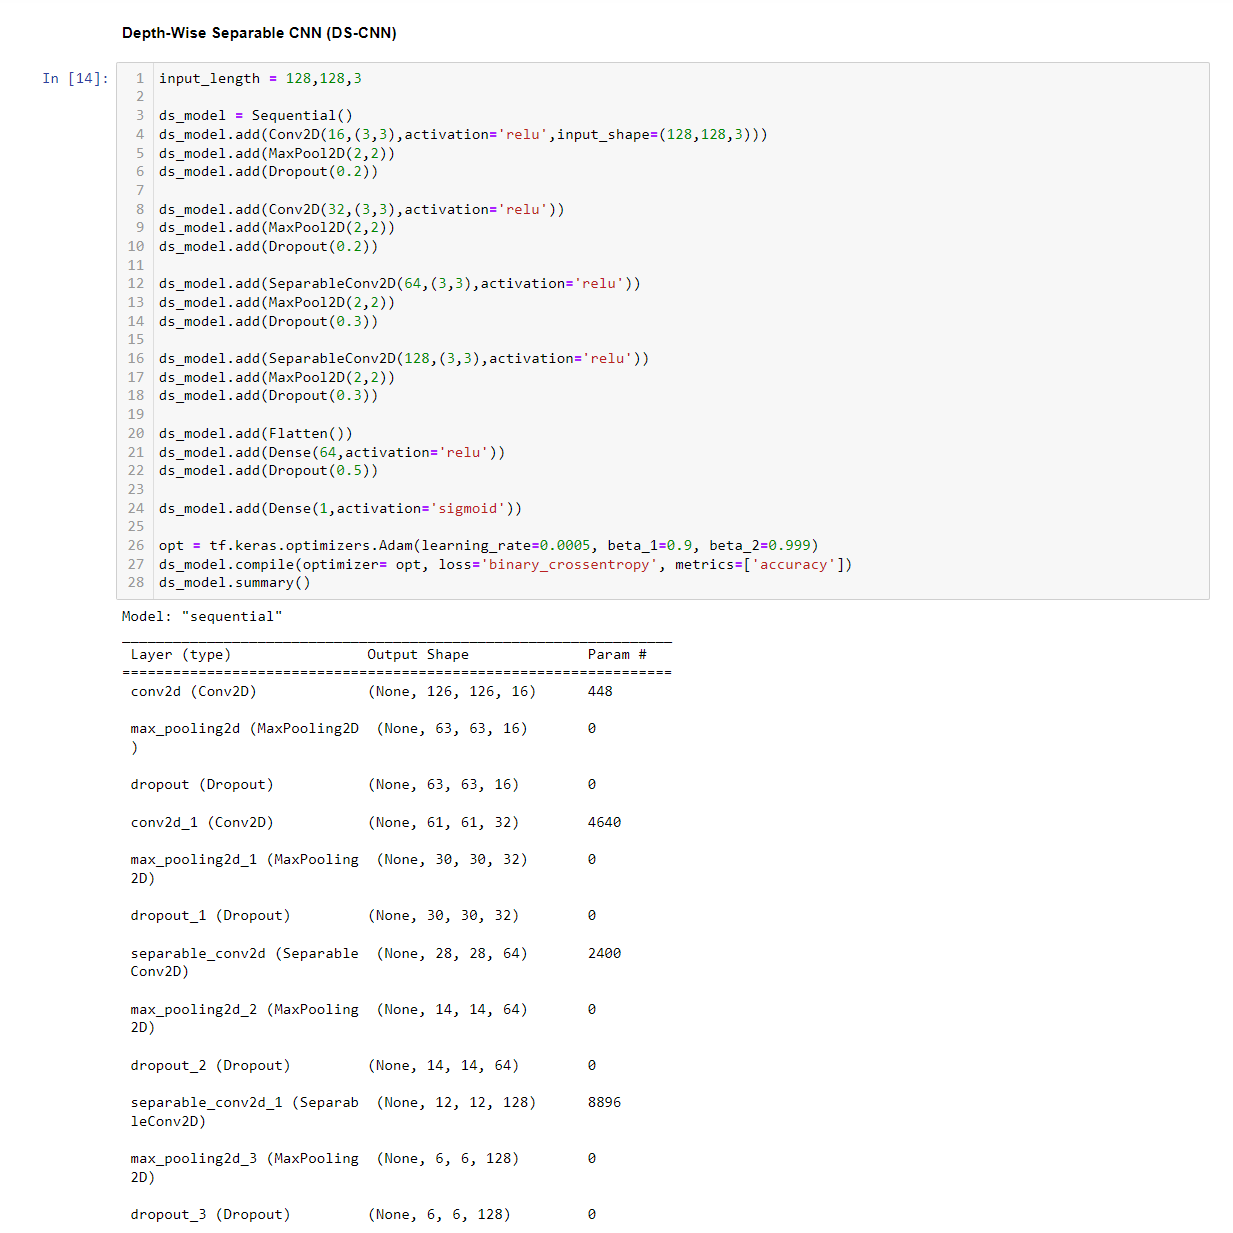 Depth-Wise Separable CNN (DS-CNN)
In [14]:
1 input_length = 128,128,3
2
3 ds_model = Sequential()
4 ds_model.add(Conv2D(16,(3,3),activation='relu',input_shape=(128,128,3)))
5 ds_model.add(MaxPool2D(2,2))
6 ds_model.add(Dropout(0.2))
7
8 ds_model.add(Conv2D(32,(3,3),activation='relu'))
9 ds_model.add(MaxPool2D(2,2))
10 ds_model.add(Dropout(0.2))
11
12 ds_model.add(SeparableConv2D(64,(3,3),activation='relu'))
13 ds_model.add(MaxPool2D(2,2))
14 ds_model.add(Dropout(0.3))
15
16 ds_model.add(SeparableConv2D(128,(3,3),activation='relu'))
17 ds_model.add(MaxPool2D(2,2))
18 ds_model.add(Dropout(0.3))
19
20 ds_model.add(Flatten())
21 ds_model.add(Dense(64,activation='relu'))
22 ds_model.add(Dropout(0.5))
23
24 ds_model.add(Dense(1,activation='sigmoid'))
25
26 opt = tf.keras.optimizers.Adam(learning_rate=0.0005, beta_1=0.9, beta_2=0.999)
27 ds_model.compile(optimizer= opt, loss='binary_crossentropy', metrics=['accuracy'])
28 ds_model.summary()
Model: "sequential"
_________________________________________________________________
Layer (type) Output Shape Param #
=================================================================
conv2d (Conv2D) (None, 126, 126, 16) 448
max_pooling2d (MaxPooling2D (None, 63, 63, 16) 0
)
dropout (Dropout) (None, 63, 63, 16) 0
conv2d_1 (Conv2D) (None, 61, 61, 32) 4640
max_pooling2d_1 (MaxPooling (None, 30, 30, 32) 0
2D)
dropout_1 (Dropout) (None, 30, 30, 32) 0
separable_conv2d (Separable (None, 28, 28, 64) 2400
Conv2D)
max_pooling2d_2 (MaxPooling (None, 14, 14, 64) 0
2D)
dropout_2 (Dropout) (None, 14, 14, 64) 0
separable_conv2d_1 (Separab (None, 12, 12, 128) 8896
leConv2D)
max_pooling2d_3 (MaxPooling (None, 6, 6, 128) 0
2D)
dropout_3 (Dropout) (None, 6, 6, 128) 0